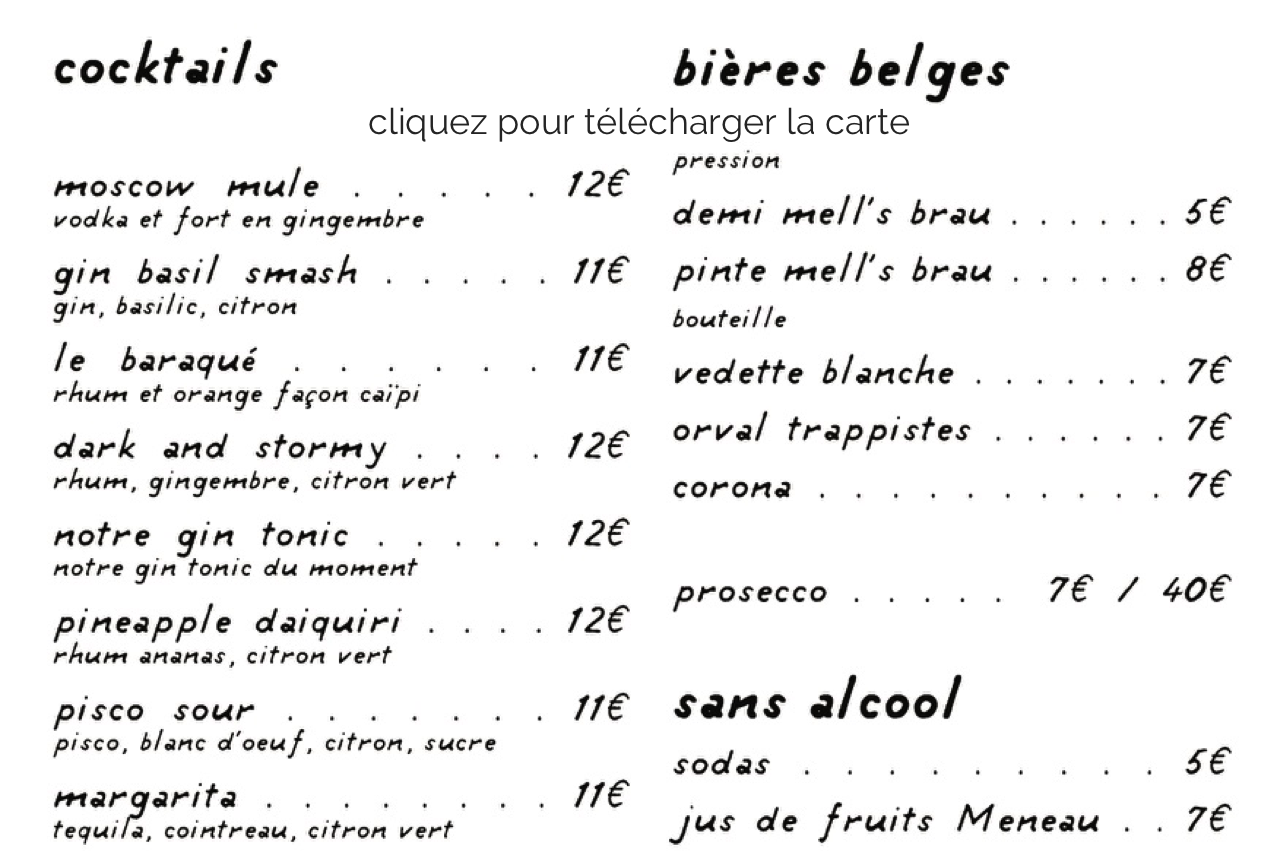 cocktails
cliquez pour télécharger la carte
moscow mule . . . . . 12€
vodka et fort en gingembre
gin basil smash . . . . . 11€
gin, basilic, citron
le baraqué . . . . . . 11€
rhum et orange façon caïpi
dark and stormy . . . . 12€
rhum, gingembre, citron vert
notre gin tonic . . . . . 12€
notre gin tonic du moment
pineapple daiquiri . . . . 12€
rhum ananas, citron vert
pisco sour . . . . . . . 11€
pisco, blanc d'oeuf, citron, sucre
margarita . . . . . . . . 11€
tequila, cointreau, citron vert
bières belges
pression
demi mell's brau . . . . . . 5€
pinte mell's brau . . . . . . 8€
bouteille
vedette blanche . . . . . . . 7€
orval trappistes . . . . . . 7€
corona . . . . . . . . . . 7€
prosecco . . . . . 7€ / 40€
sans alcool
sodas . . . . . . . . . 5€
jus de fruits Meneau . . 7€